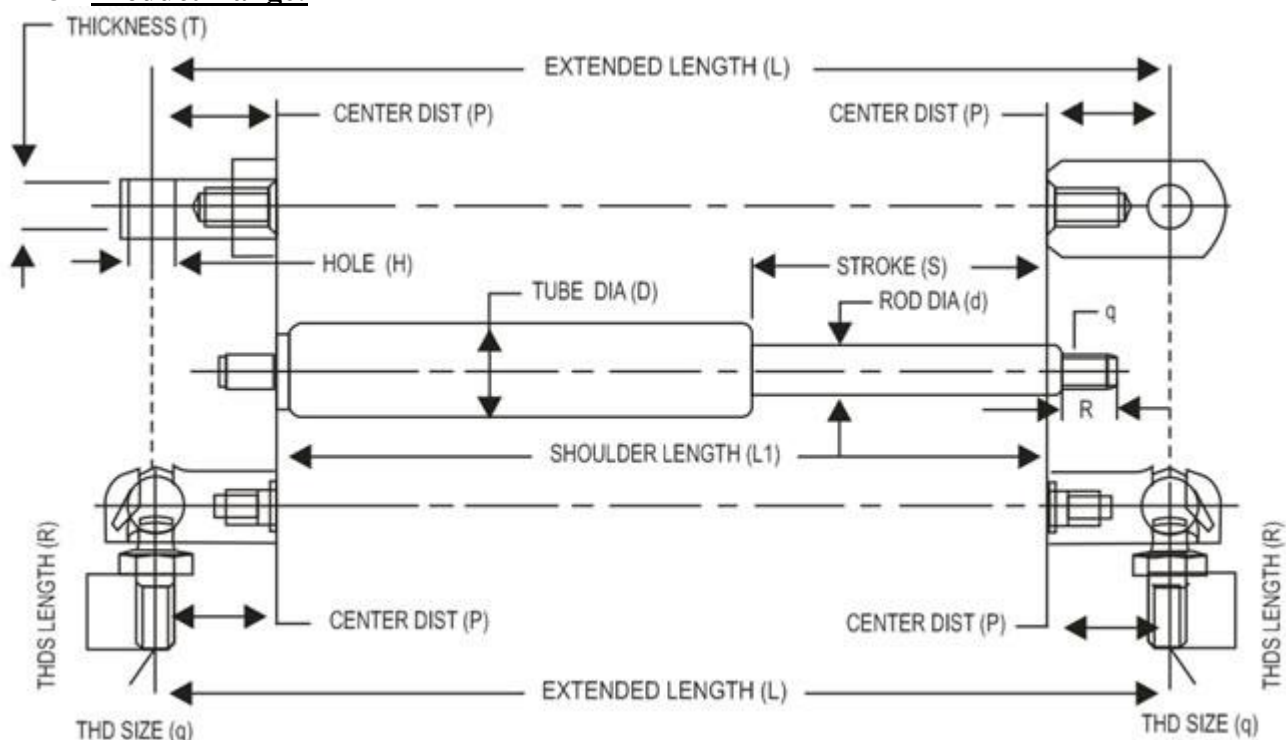 THICKNESS (T)
EXTENDED LENGTH (L)
CENTER DIST (P)
CENTER DIST (P)
HOLE (H)
STROKE (S)
TUBE DIA (D)
ROD DIA (d)
q
R
SHOULDER LENGTH (L1)
THDS LENGTH (R)
THDS LENGTH (R)
CENTER DIST (P)
CENTER DIST (P)
EXTENDED LENGTH (L)
THD SIZE (q)
THD SIZE (q)